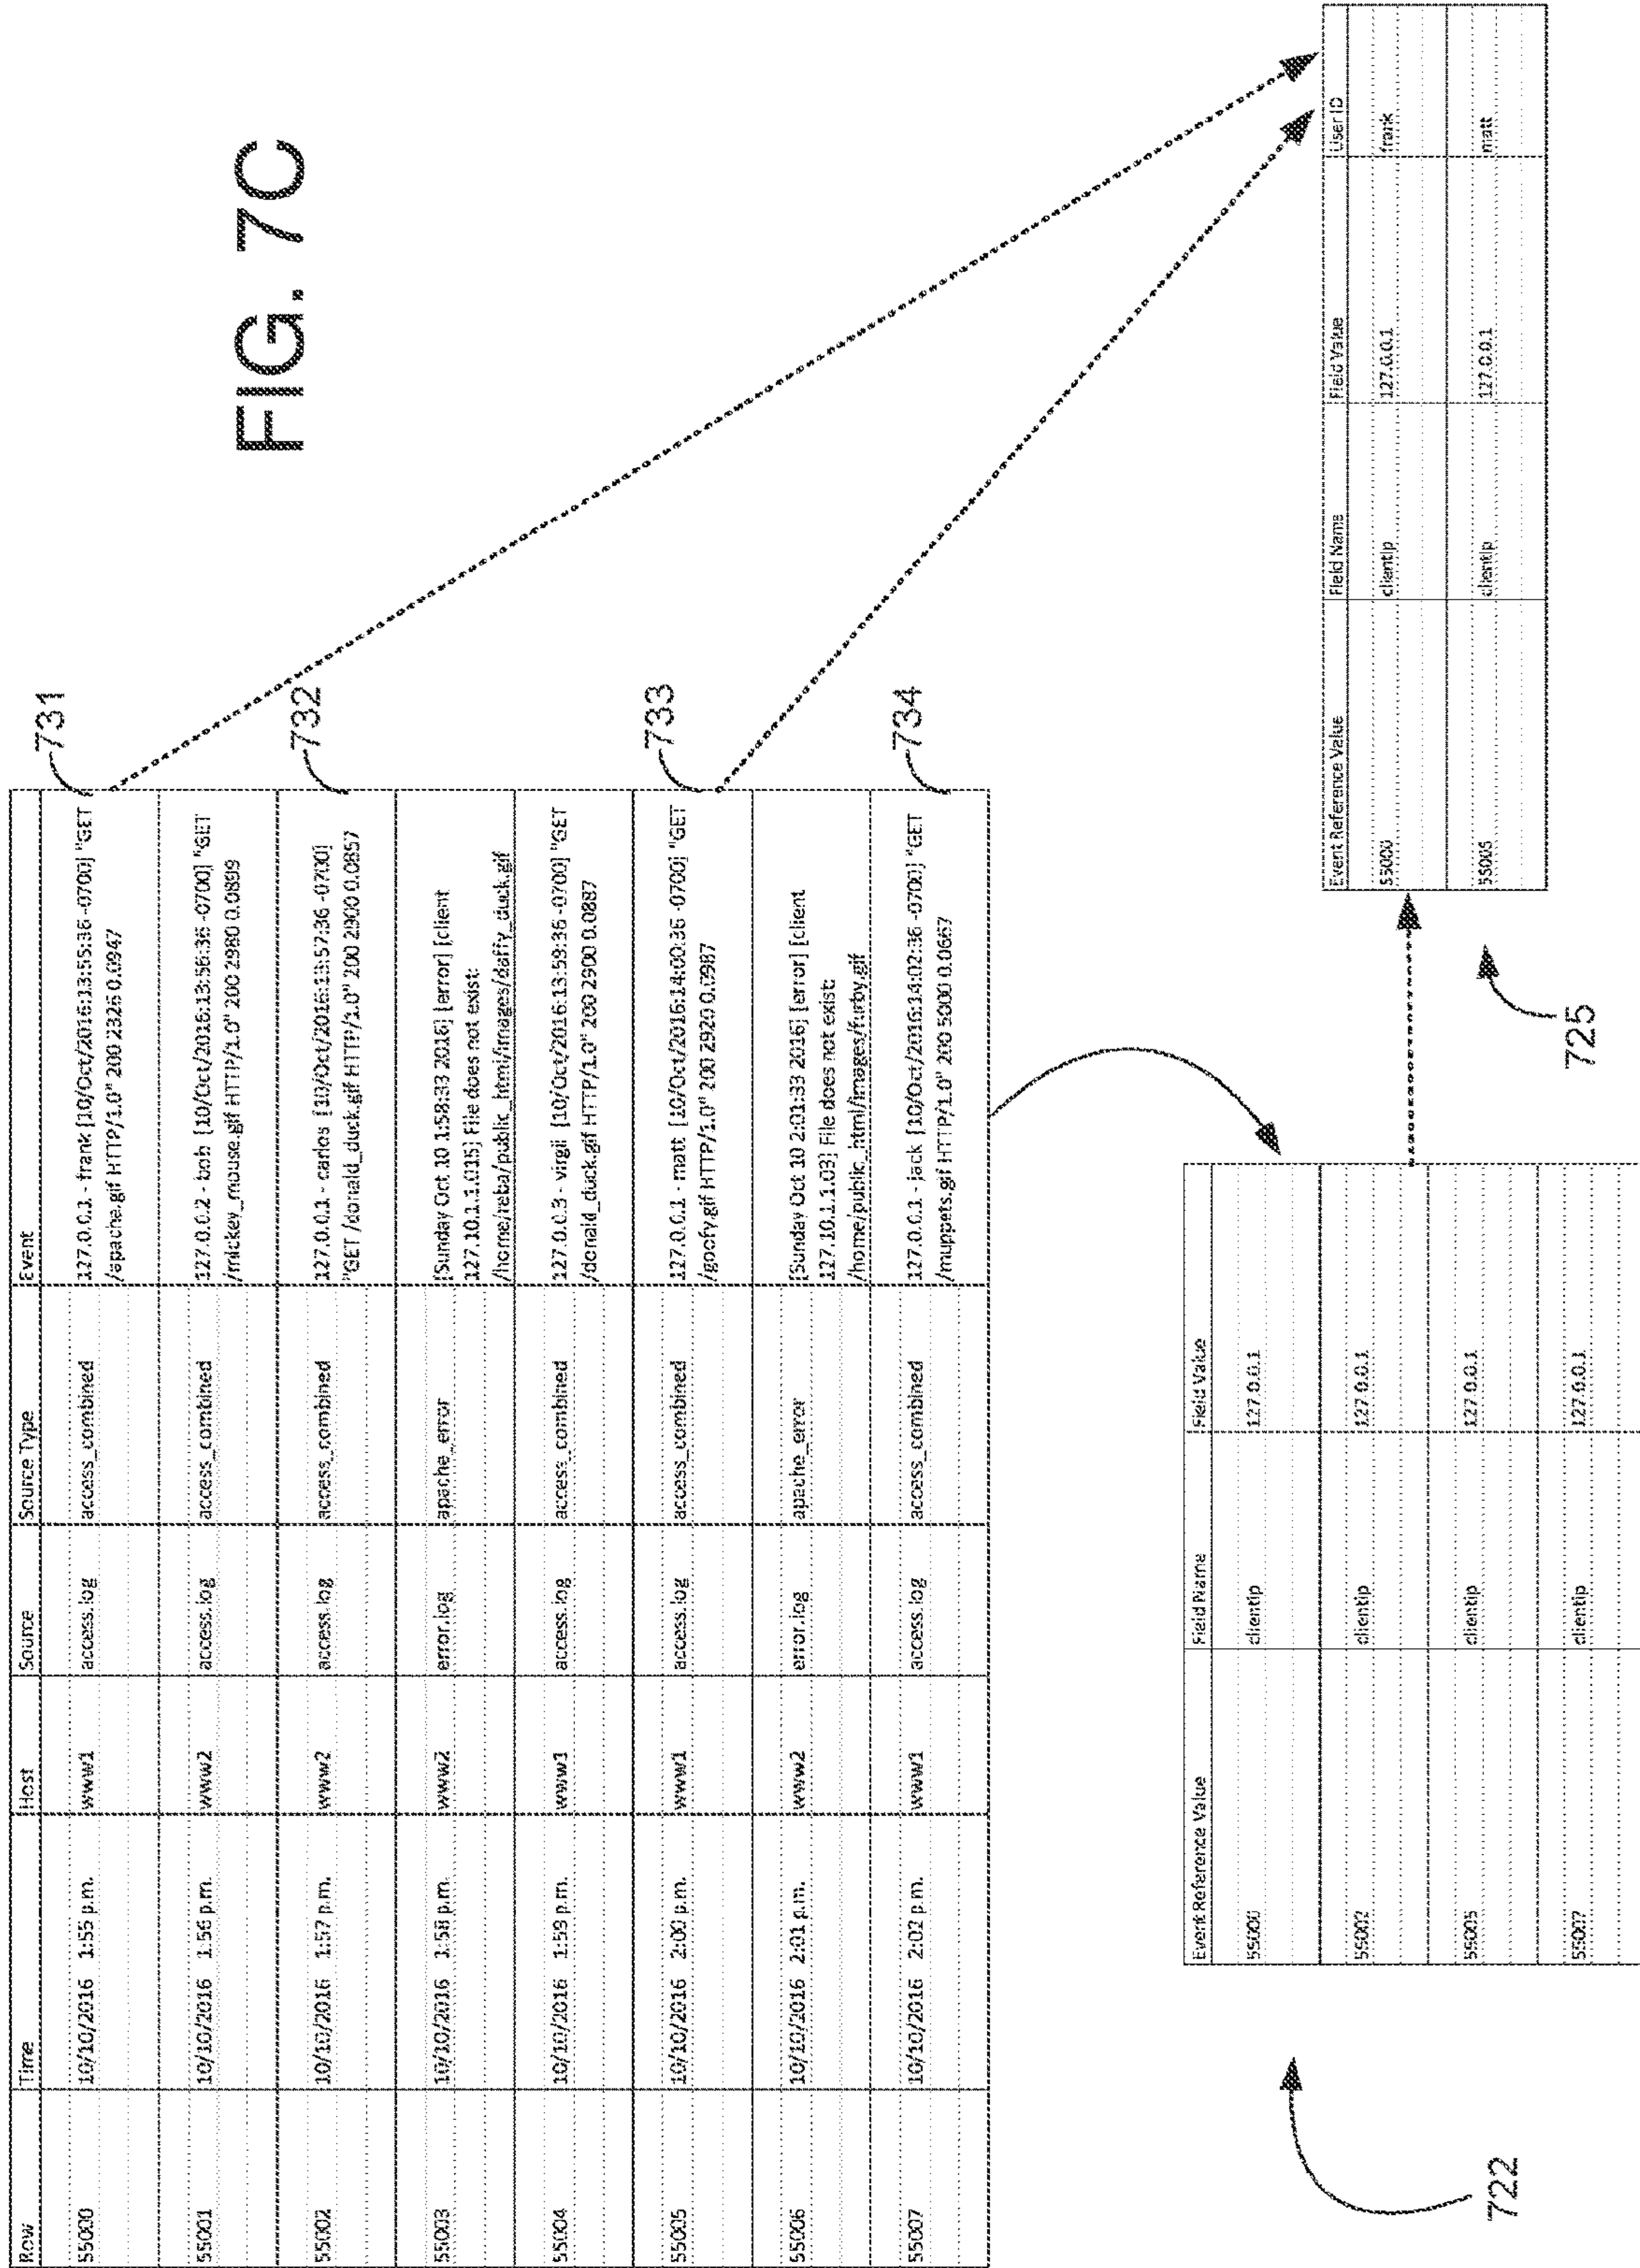 FIG. 7C
Row Time Host Source Source Type Event
55000 10/10/2016 1:55 p.m. www1 access.log access_combined 127.0.0.1 - frank [10/Oct/2016:13:55:36 -0700] "GET
/apache.gif HTTP/1.0" 200 2326 0.0947
731
55001 10/10/2016 1:56 p.m. www2 access.log access_combined 127.0.0.2 - bob [10/Oct/2016:13:56:36 -0700] "GET
/mickey_mouse.gif HTTP/1.0" 200 2980 0.0899
55002 10/10/2016 1:57 p.m. www2 access.log access_combined 127.0.0.1 - carlos [10/Oct/2016:13:57:36 -0700]
"GET /donald_duck.gif HTTP/1.0" 200 2900 0.0857
732
55003 10/10/2016 1:58 p.m. www2 error.log apache_error [Sunday Oct 10 1:58:33 2016] [error] [client
127.10.1.1.015] File does not exist:
/home/reba/public_html/images/daffy_duck.gif
55004 10/10/2016 1:59 p.m. www1 access.log access_combined 127.0.0.3 - virgil [10/Oct/2016:13:59:36 -0700] "GET
/donald_duck.gif HTTP/1.0" 200 2900 0.0887
55005 10/10/2016 2:00 p.m. www1 access.log access_combined 127.0.0.1 - matt [10/Oct/2016:14:00:36 -0700] "GET
/goofy.gif HTTP/1.0" 200 2920 0.0987
733
55006 10/10/2016 2:01 p.m. www2 error.log apache_error [Sunday Oct 10 2:01:33 2016] [error] [client
127.10.1.1.03] File does not exist:
/home/public_html/images/furby.gif
55007 10/10/2016 2:02 p.m. www1 access.log access_combined 127.0.0.1 - jack [10/Oct/2016:14:02:36 -0700] "GET
/muppets.gif HTTP/1.0" 200 5000 0.0667
734
722
Event Reference Value Field Name Field Value
55000 clientip 127.0.0.1
55002 clientip 127.0.0.1
55005 clientip 127.0.0.1
55007 clientip 127.0.0.1
725
Event Reference Value Field Name Field Value User ID
55000 clientip 127.0.0.1 frank
55005 clientip 127.0.0.1 matt